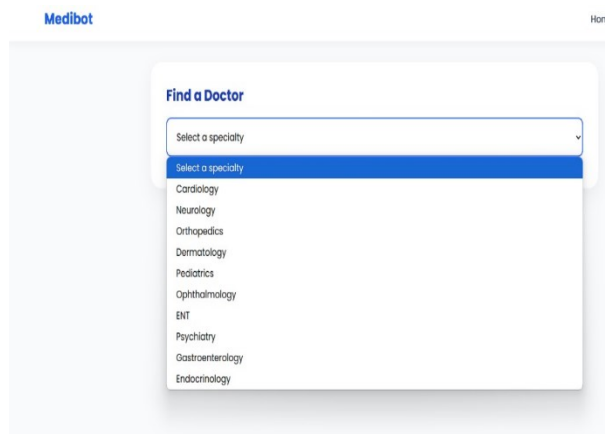 Medibot
Find a Doctor
Select a specialty
Select a specialty
Cardiology
Neurology
Orthopedics
Dermatology
Pediatrics
Ophthalmology
ENT
Psychiatry
Gastroenterology
Endocrinology